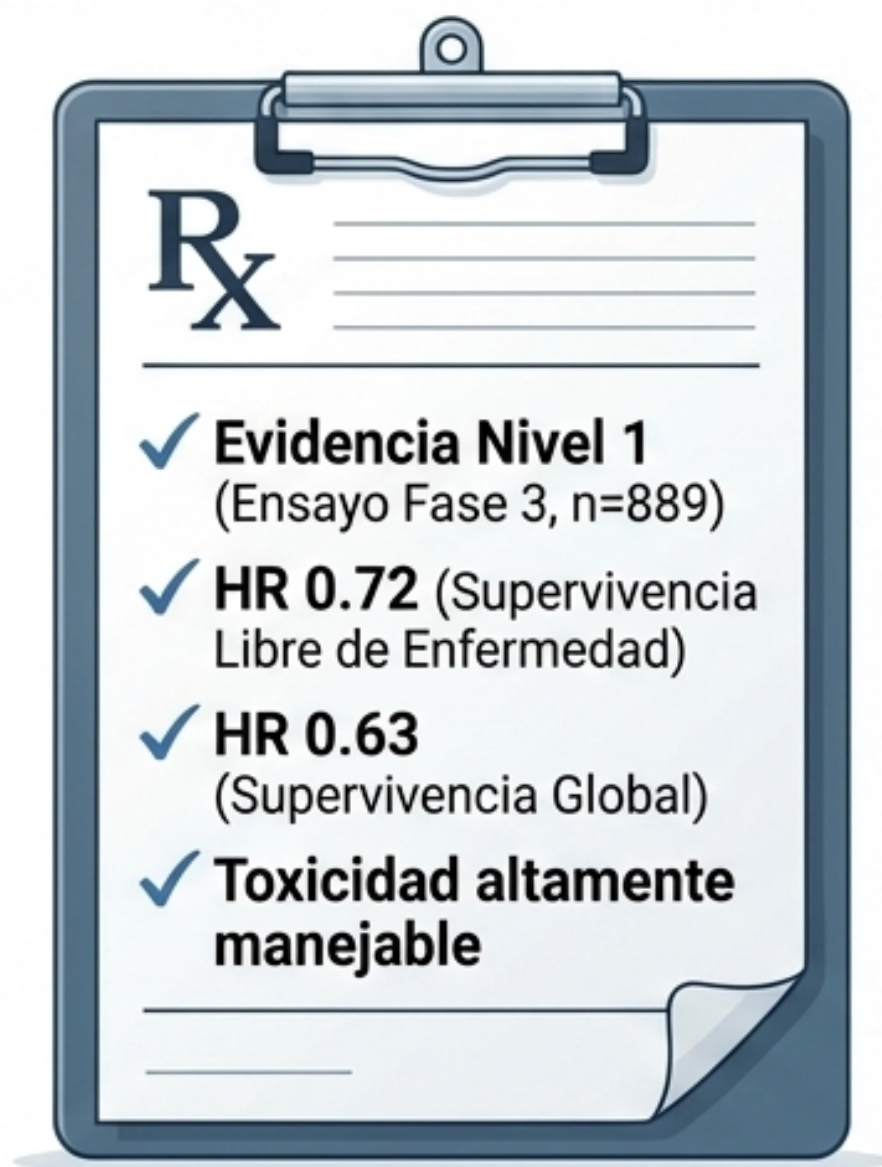 Rx
Evidencia Nivel 1
(Ensayo Fase 3, n=889)
HR 0.72 (Supervivencia
Libre de Enfermedad)
HR 0.63
(Supervivencia Global)
Toxicidad altamente
manejable